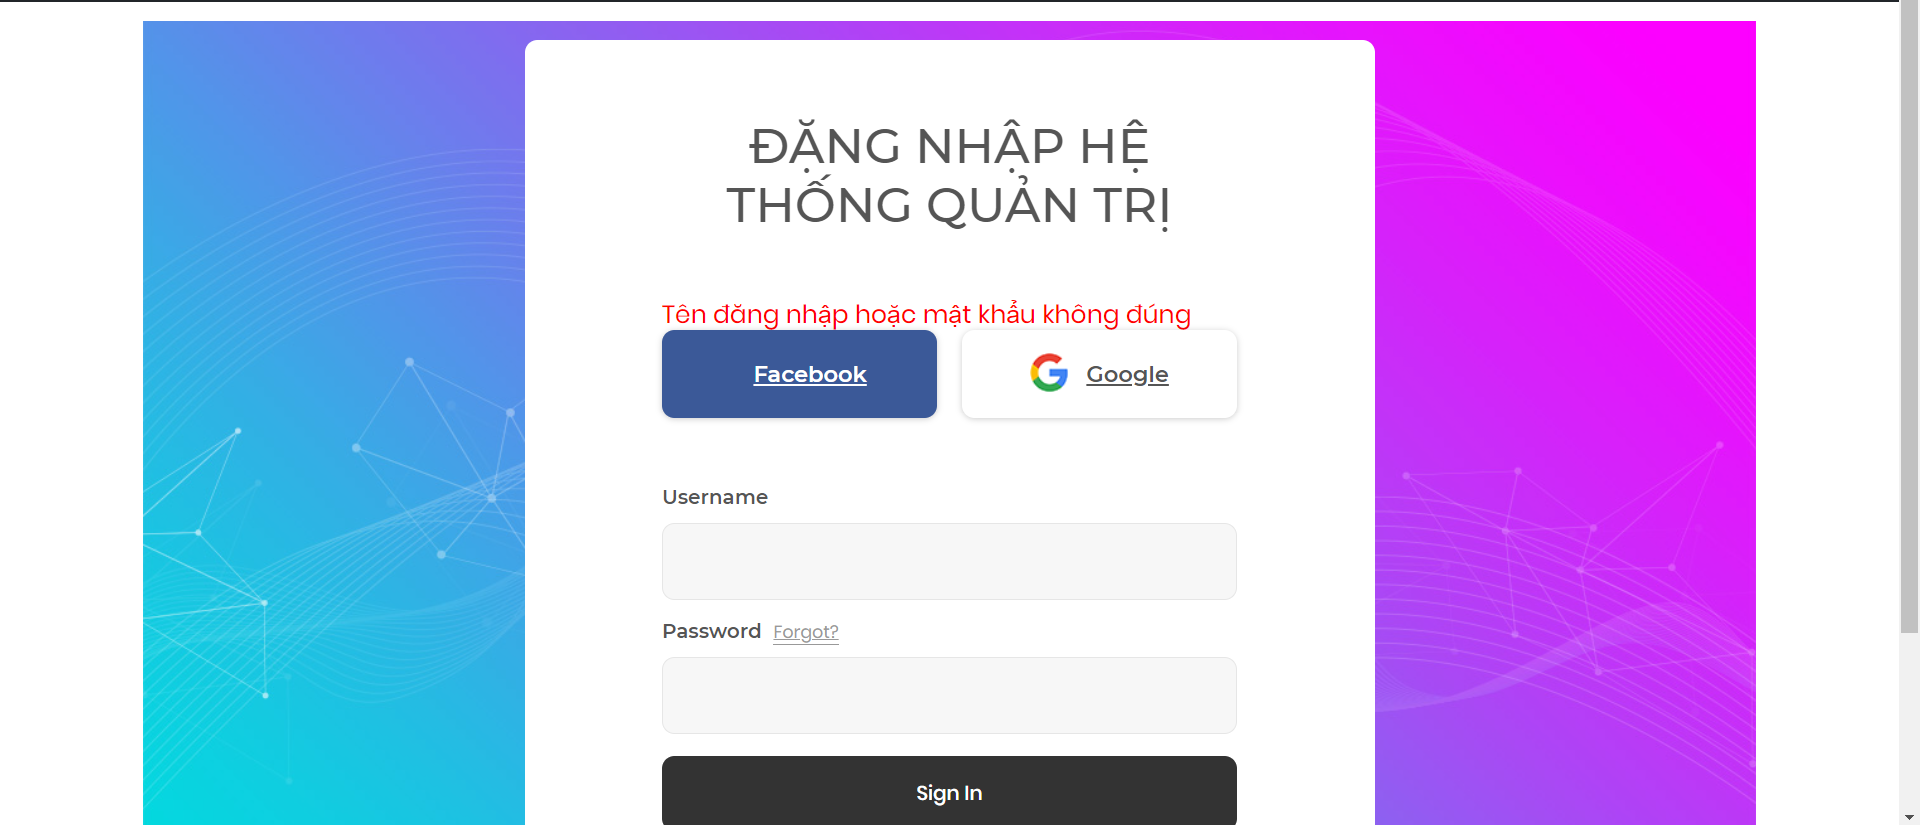 ĐẶNG NHẬP HỆ
THỐNG QUẢN TRỊ
Tên đăng nhập hoặc mật khẩu không đúng
Facebook
Google
Username
Password Forgot?
Sign In